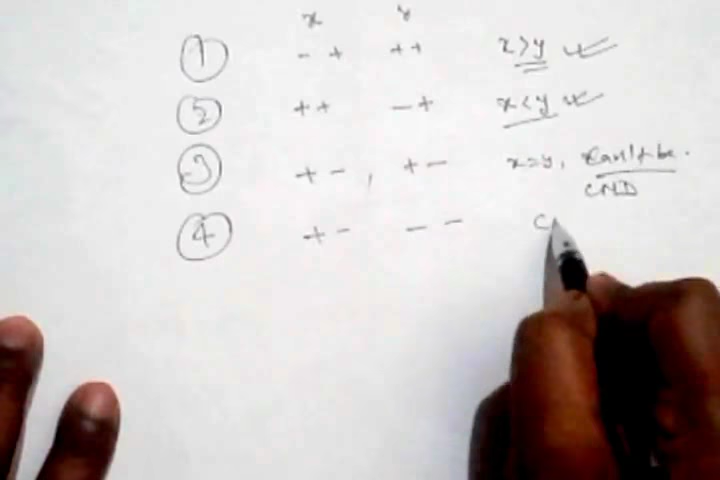 x y
① - + ++ x>y ✓
② ++ -+ x<y ✓
③ +-, +- x=y, can't be.
CND
④ +- -- C